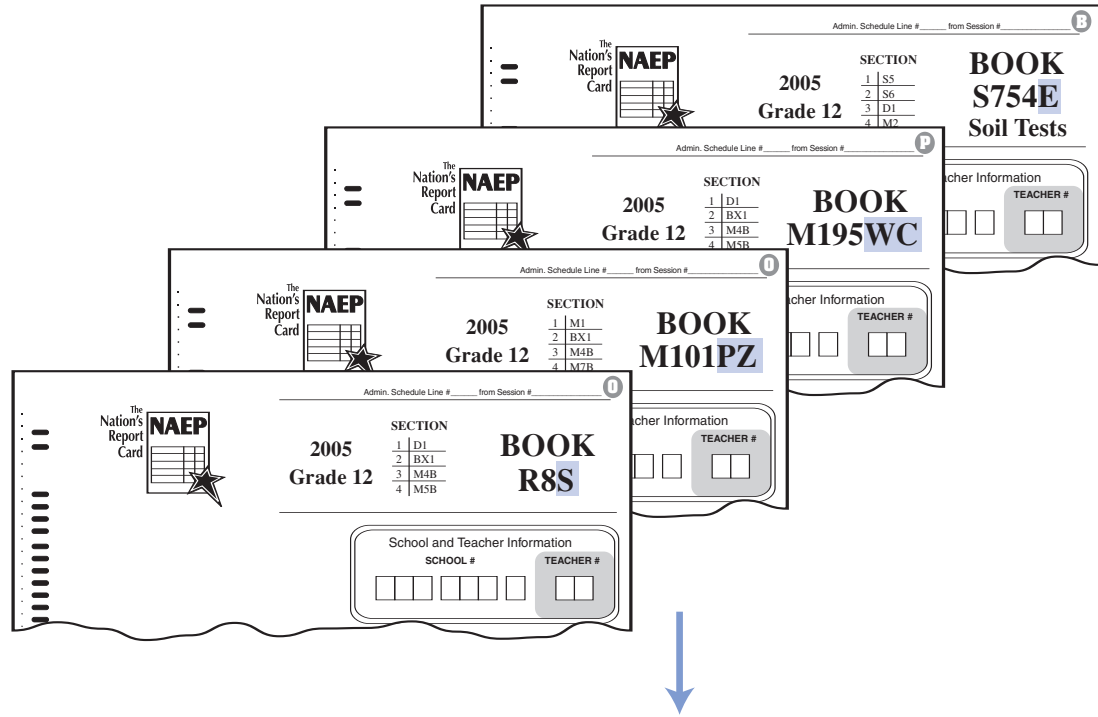 B
Admin. Schedule Line #______ from Session #________________
The Nation's Report Card
NAEP
2005
Grade 12
SECTION
1 S5
2 S6
3 D1
4 M2
BOOK
S754E
Soil Tests
acher Information
TEACHER #
P
Admin. Schedule Line #______ from Session #________________
The Nation's Report Card
NAEP
2005
Grade 12
SECTION
1 D1
2 BX1
3 M4B
4 M5B
BOOK
M195WC
acher Information
TEACHER #
O
Admin. Schedule Line #______ from Session #________________
The Nation's Report Card
NAEP
2005
Grade 12
SECTION
1 M1
2 BX1
3 M4B
4 M7B
BOOK
M101PZ
acher Information
TEACHER #
O
Admin. Schedule Line #______ from Session #________________
The Nation's Report Card
NAEP
2005
Grade 12
SECTION
1 D1
2 BX1
3 M4B
4 M5B
BOOK
R8S
School and Teacher Information
SCHOOL #
TEACHER #